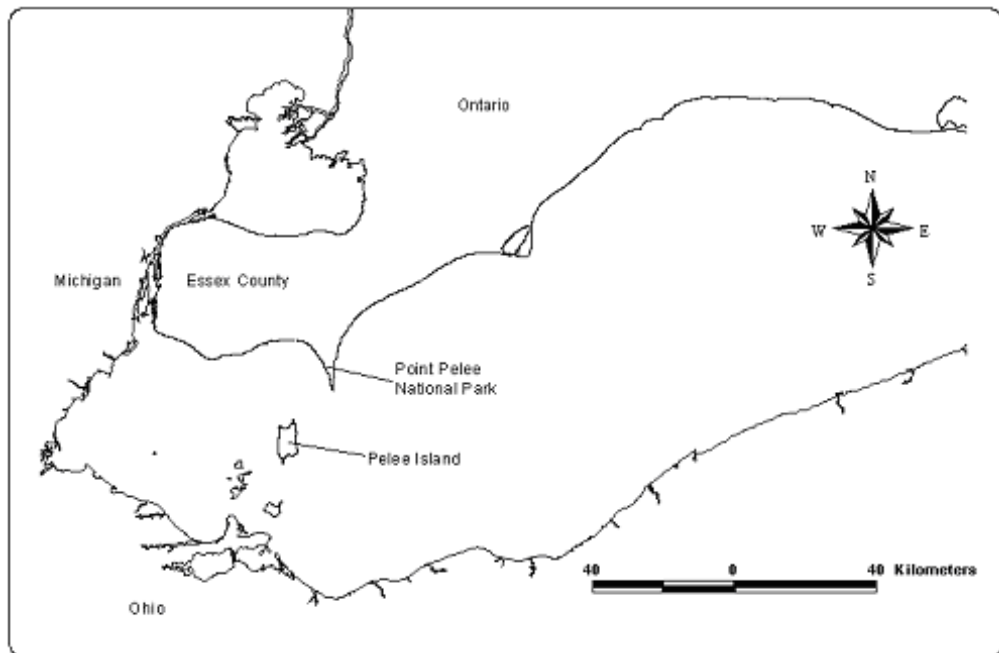 Ontario
N
W
E
S
Michigan
Essex County
Point Pelee
National Park
Pelee Island
40
0
40
Kilometers
Ohio